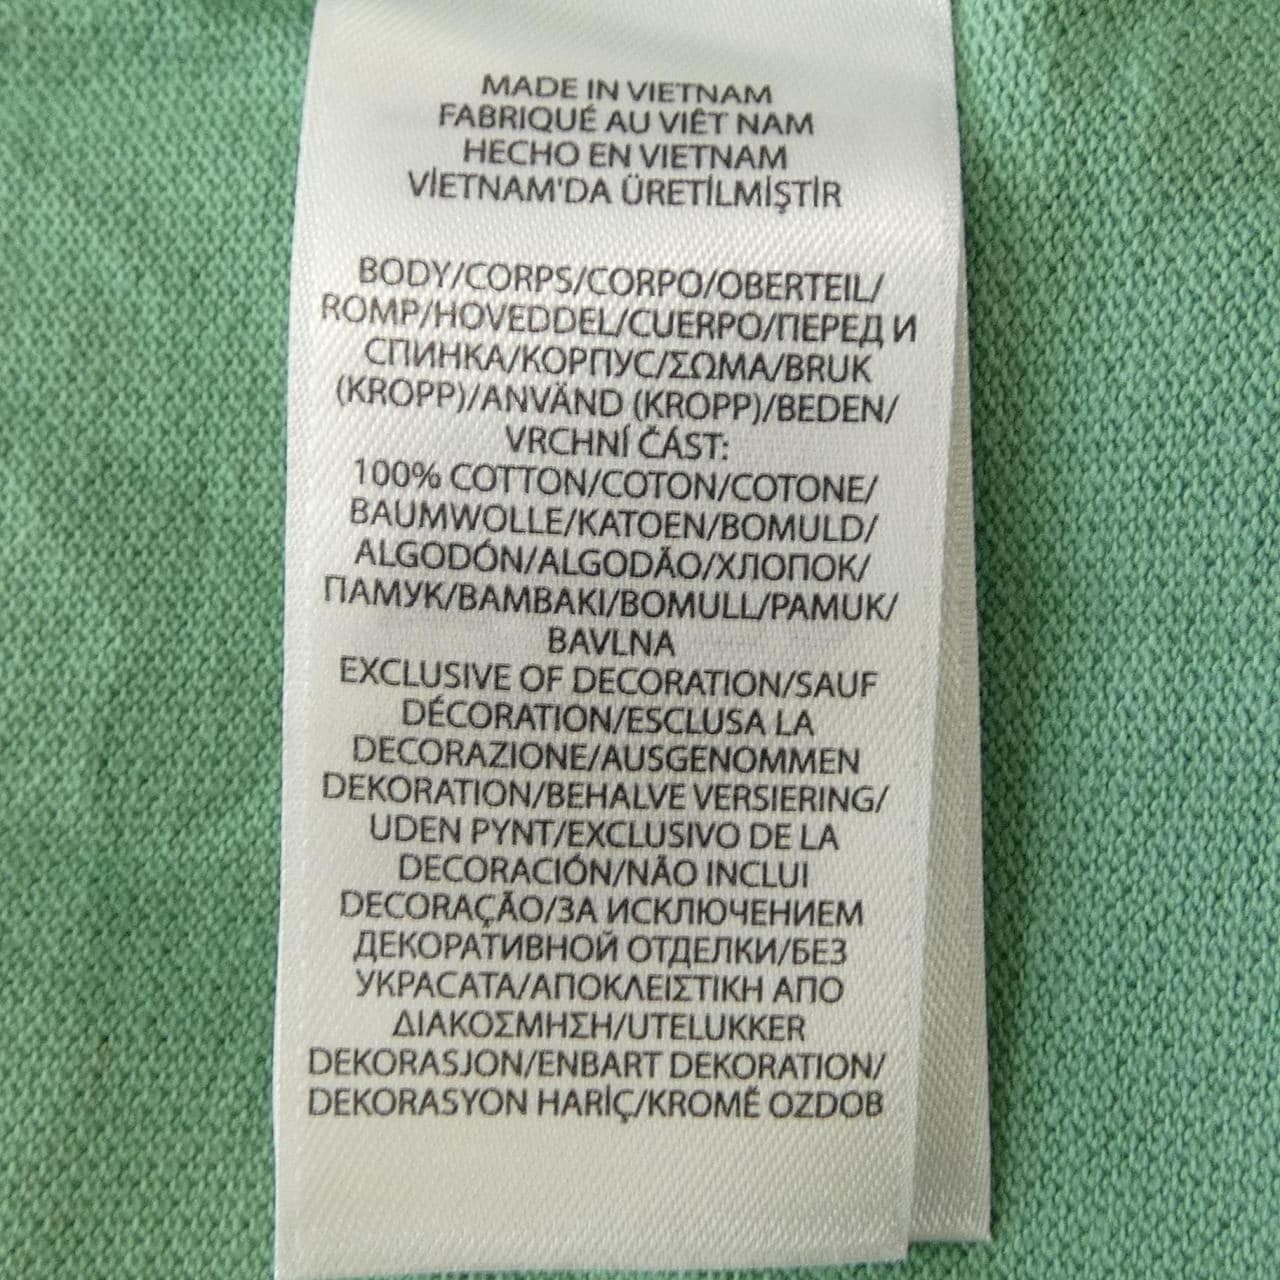 MADE IN VIETNAM
FABRIQUÉ AU VIÊT NAM
HECHO EN VIETNAM
VİETNAM'DA ÜRETİLMİŞTİR
BODY/CORPS/CORPO/OBERTEIL/
ROMP/HOVEDDEL/CUERPO/ПЕРЕД И
СПИНКА/КОРПУС/ΣΩΜΑ/BRUK
(KROPP)/ANVÄND (KROPP)/BEDEN/
VRCHNÍ ČÁST:
100% COTTON/COTON/COTONE/
BAUMWOLLE/KATOEN/BOMULD/
ALGODÓN/ALGODÃO/ХЛОПОК/
ПАМУК/BAMBAKI/BOMULL/PAMUK/
BAVLNA
EXCLUSIVE OF DECORATION/SAUF
DÉCORATION/ESCLUSA LA
DECORAZIONE/AUSGENOMMEN
DEKORATION/BEHALVE VERSIERING/
UDEN PYNT/EXCLUSIVO DE LA
DECORACIÓN/NÃO INCLUI
DECORAÇÃO/ЗА ИСКЛЮЧЕНИЕМ
ДЕКОРАТИВНОЙ ОТДЕЛКИ/БЕЗ
УКРАСАТА/ΑΠΟΚΛΕΙΣΤΙΚΗ ΑΠΟ
ΔΙΑΚΟΣΜΗΣΗ/UTELUKKER
DEKORASJON/ENBART DEKORATION/
DEKORASYON HARİÇ/KROMĚ OZDOB